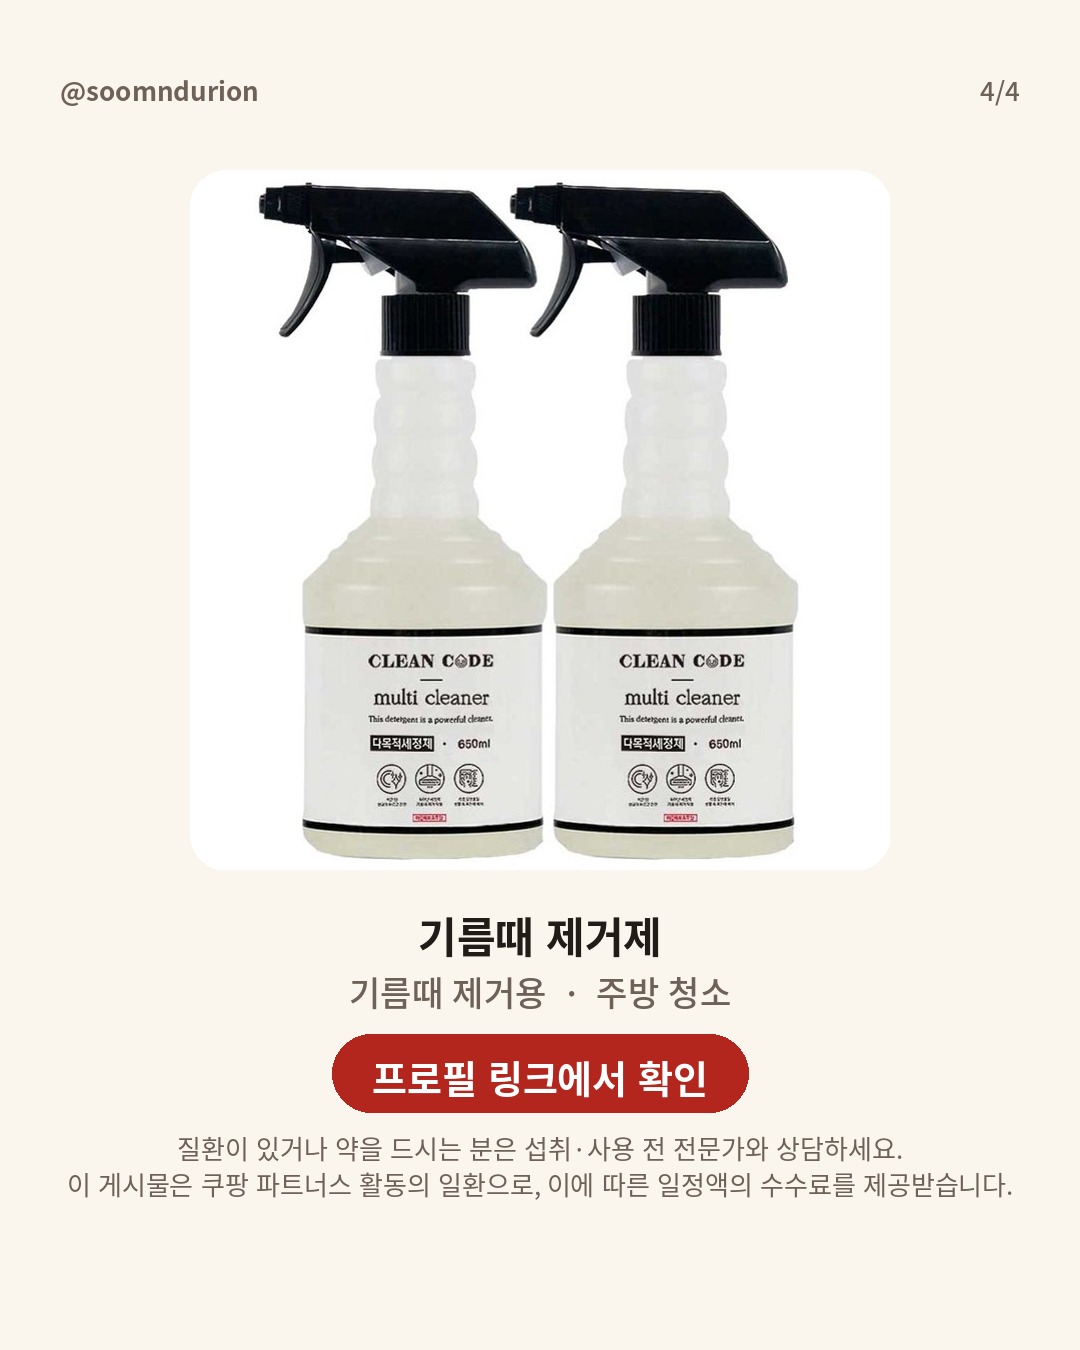 @soomndurion
4/4
CLEAN CODE
multi cleaner
This detergent is a powerful cleaner.
다목적세정제 · 650ml
CLEAN CODE
multi cleaner
This detergent is a powerful cleaner.
다목적세정제 · 650ml
기름때 제거제
기름때 제거용 · 주방 청소
프로필 링크에서 확인
질환이 있거나 약을 드시는 분은 섭취·사용 전 전문가와 상담하세요.
이 게시물은 쿠팡 파트너스 활동의 일환으로, 이에 따른 일정액의 수수료를 제공받습니다.